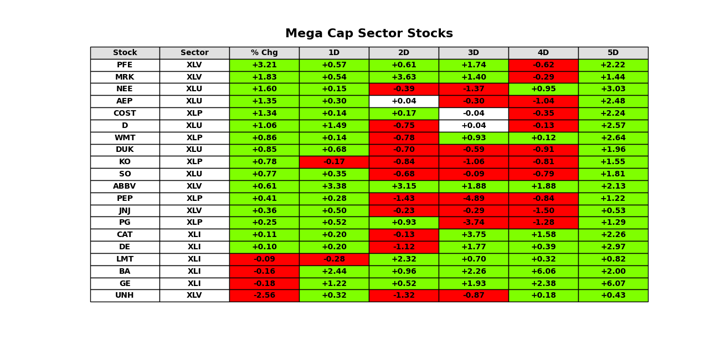 Mega Cap Sector Stocks
Stock Sector % Chg 1D 2D 3D 4D 5D
PFE XLV +3.21 +0.57 +0.61 +1.74 -0.62 +2.22
MRK XLV +1.83 +0.54 +3.63 +1.40 -0.29 +1.44
NEE XLU +1.60 +0.15 -0.39 -1.37 +0.95 +3.03
AEP XLU +1.35 +0.30 +0.04 -0.30 -1.04 +2.48
COST XLP +1.34 +0.14 +0.17 -0.04 -0.35 +2.24
D XLU +1.06 +1.49 -0.75 +0.04 -0.13 +2.57
WMT XLP +0.86 +0.14 -0.78 +0.93 +0.12 +2.64
DUK XLU +0.85 +0.68 -0.70 -0.59 -0.91 +1.96
KO XLP +0.78 -0.17 -0.84 -1.06 -0.81 +1.55
SO XLU +0.77 +0.35 -0.68 -0.09 -0.79 +1.81
ABBV XLV +0.61 +3.38 +3.15 +1.88 +1.88 +2.13
PEP XLP +0.41 +0.28 -1.43 -4.89 -0.84 +1.22
JNJ XLV +0.36 +0.50 -0.23 -0.29 -1.50 +0.53
PG XLP +0.25 +0.52 +0.93 -3.74 -1.28 +1.29
CAT XLI +0.11 +0.20 -0.13 +3.75 +1.58 +2.26
DE XLI +0.10 +0.20 -1.12 +1.77 +0.39 +2.97
LMT XLI -0.09 -0.28 +2.32 +0.70 +0.32 +0.82
BA XLI -0.16 +2.44 +0.96 +2.26 +6.06 +2.00
GE XLI -0.18 +1.22 +0.52 +1.93 +2.38 +6.07
UNH XLV -2.56 +0.32 -1.32 -0.87 +0.18 +0.43